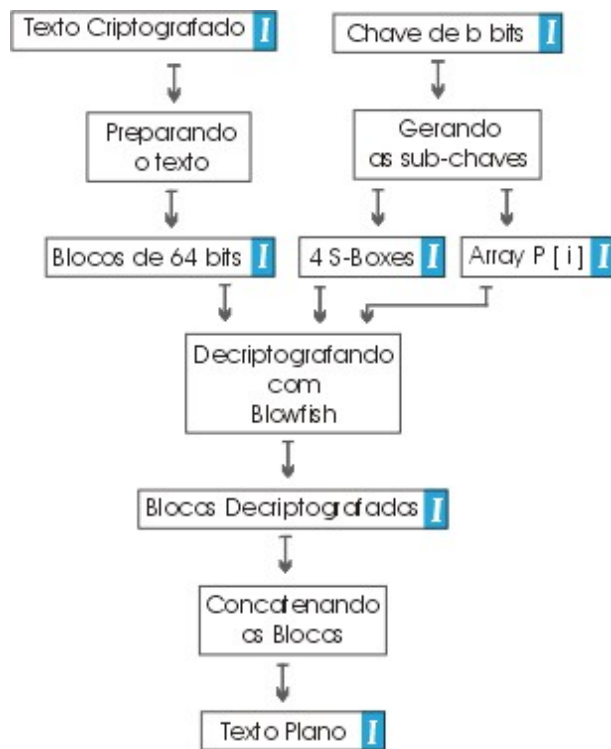 Texto Criptografado I
Chave de b bits I
Preparando
o texto
Gerando
as sub-chaves
Blocos de 64 bits I
4 S-Boxes I
Array P [ i ] I
Decriptografando
com
Blowfish
Blocos Decriptografados I
Concatenando
os Blocos
Texto Plano I